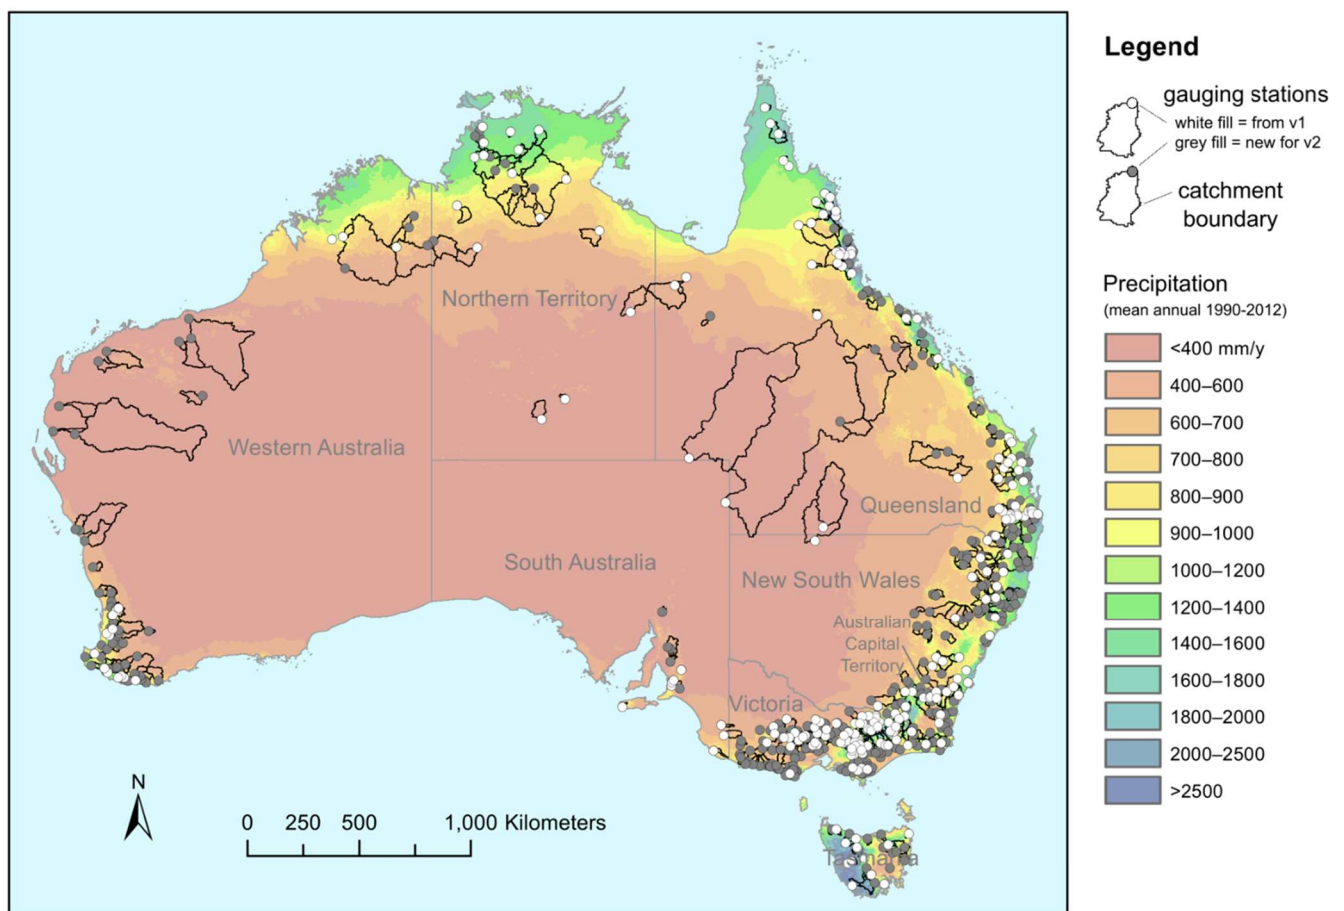 Northern Territory
Western Australia
Queensland
South Australia
New South Wales
Australian
Capital
Territory
Victoria
Tasmania
N
0 250 500 1,000 Kilometers
Legend
gauging stations
white fill = from v1
grey fill = new for v2
catchment
boundary
Precipitation
(mean annual 1990-2012)
<400 mm/y
400–600
600–700
700–800
800–900
900–1000
1000–1200
1200–1400
1400–1600
1600–1800
1800–2000
2000–2500
>2500